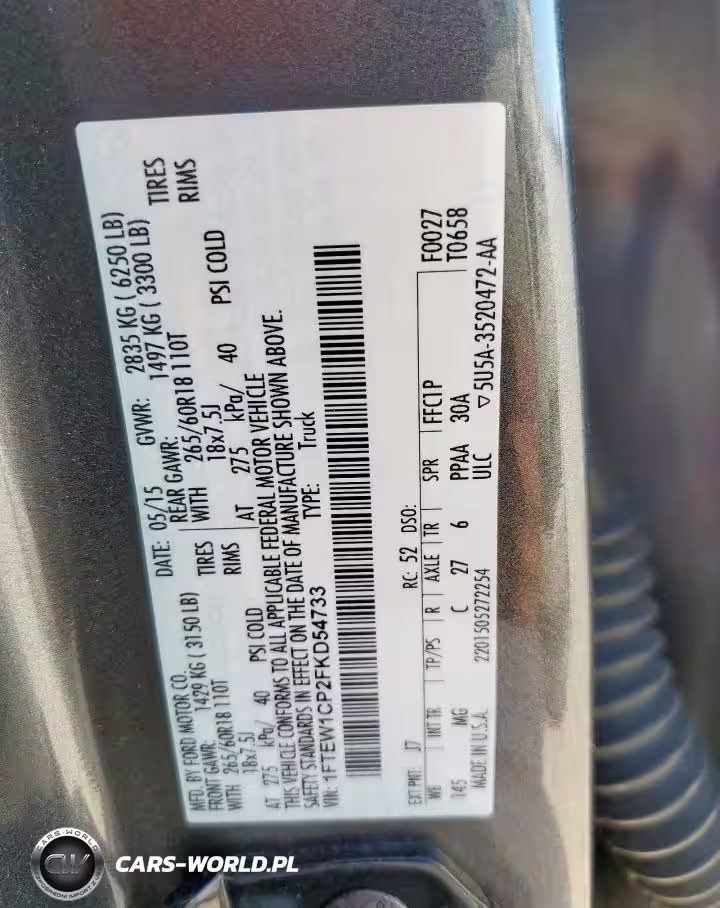 MFD. BY FORD MOTOR CO.
DATE: 05/15 GVWR: 2835 KG ( 6250 LB)
FRONT GAWR: 1429 KG ( 3150 LB)
REAR GAWR: 1497 KG ( 3300 LB)
WITH 265/60R18 110T TIRES
WITH 265/60R18 110T TIRES
18x7.5J RIMS
18x7.5J RIMS
AT 275 kPa/ 40 PSI COLD
AT 275 kPa/ 40 PSI COLD
THIS VEHICLE CONFORMS TO ALL APPLICABLE FEDERAL MOTOR VEHICLE
SAFETY STANDARDS IN EFFECT ON THE DATE OF MANUFACTURE SHOWN ABOVE.
VIN: 1FTEW1CP2FKD54733 TYPE: Truck
F0027
T0658
EXT PNT: J7 RC: 52 DSO:
WB INT TR TP/PS R AXLE TR SPR FFC1P
145 MG C 27 6 PPAA 30A
ULC
MADE IN U.S.A. 2201505272254 ▽5U5A-3520472-AA
CARS-WORLD
CW
CARS-WORLD.PL